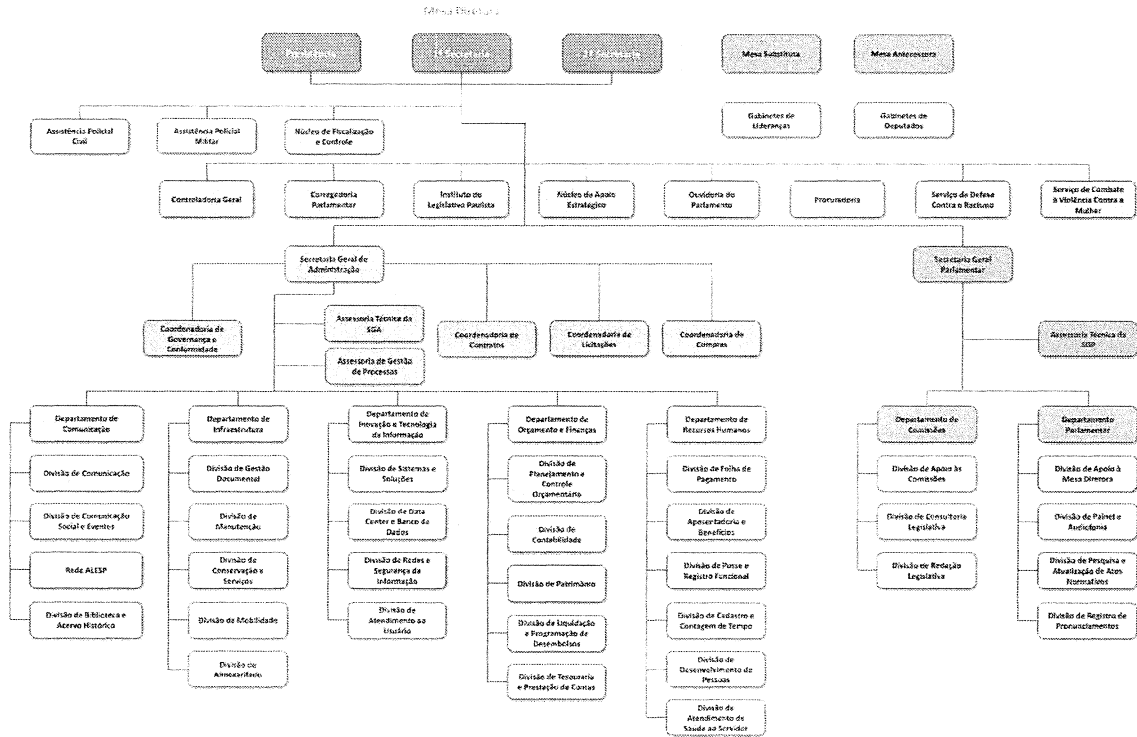 Mesa Diretora
Presidência
1ª Secretaria
2ª Secretaria
Mesa Substituta
Mesa Antecessora
Gabinetes de
Lideranças
Gabinetes de
Deputados
Assistência Policial
Civil
Assistência Policial
Militar
Núcleo de Fiscalização
e Controle
Controladoria Geral
Corregedoria
Parlamentar
Instituto do
Legislativo Paulista
Núcleo de Apoio
Estratégico
Ouvidoria do
Parlamento
Procuradoria
Serviço de Defesa
Contra o Racismo
Serviço de Combate
à Violência Contra a
Mulher
Secretaria Geral de
Administração
Secretaria Geral
Parlamentar
Coordenadoria de
Governança e
Conformidade
Assessoria Técnica da
SGA
Assessoria de Gestão
de Processos
Coordenadoria de
Contratos
Coordenadoria de
Licitações
Coordenadoria de
Compras
Assessoria Técnica da
SGP
Departamento de
Comunicação
Divisão de Comunicação
Divisão de Comunicação
Social e Eventos
Rede ALESP
Divisão de Biblioteca e
Acervo Histórico
Departamento de
Infraestrutura
Divisão de Gestão
Documental
Divisão de
Manutenção
Divisão de
Conservação e
Serviços
Divisão de Mobilidade
Divisão de
Almoxarifado
Departamento de
Inovação e Tecnologia
da Informação
Divisão de Sistemas e
Soluções
Divisão de Data
Center e Banco de
Dados
Divisão de Redes e
Segurança da
Informação
Divisão de
Atendimento ao
Usuário
Departamento de
Orçamento e Finanças
Divisão de
Planejamento e
Controle
Orçamentário
Divisão de
Contabilidade
Divisão de Patrimônio
Divisão de Liquidação
e Programação de
Desembolsos
Divisão de Tesouraria
e Prestação de Contas
Departamento de
Recursos Humanos
Divisão de Folha de
Pagamento
Divisão de
Aposentadoria e
Benefícios
Divisão de Posse e
Registro Funcional
Divisão de Cadastro e
Contagem de Tempo
Divisão de
Desenvolvimento de
Pessoas
Divisão de
Atendimento de
Saúde ao Servidor
Departamento de
Comissões
Divisão de Apoio às
Comissões
Divisão de Consultoria
Legislativa
Divisão de Redação
Legislativa
Departamento
Parlamentar
Divisão de Apoio à
Mesa Diretora
Divisão de Painel e
Audiofonia
Divisão de Pesquisa e
Atualização de Atos
Normativos
Divisão de Registro de
Pronunciamentos